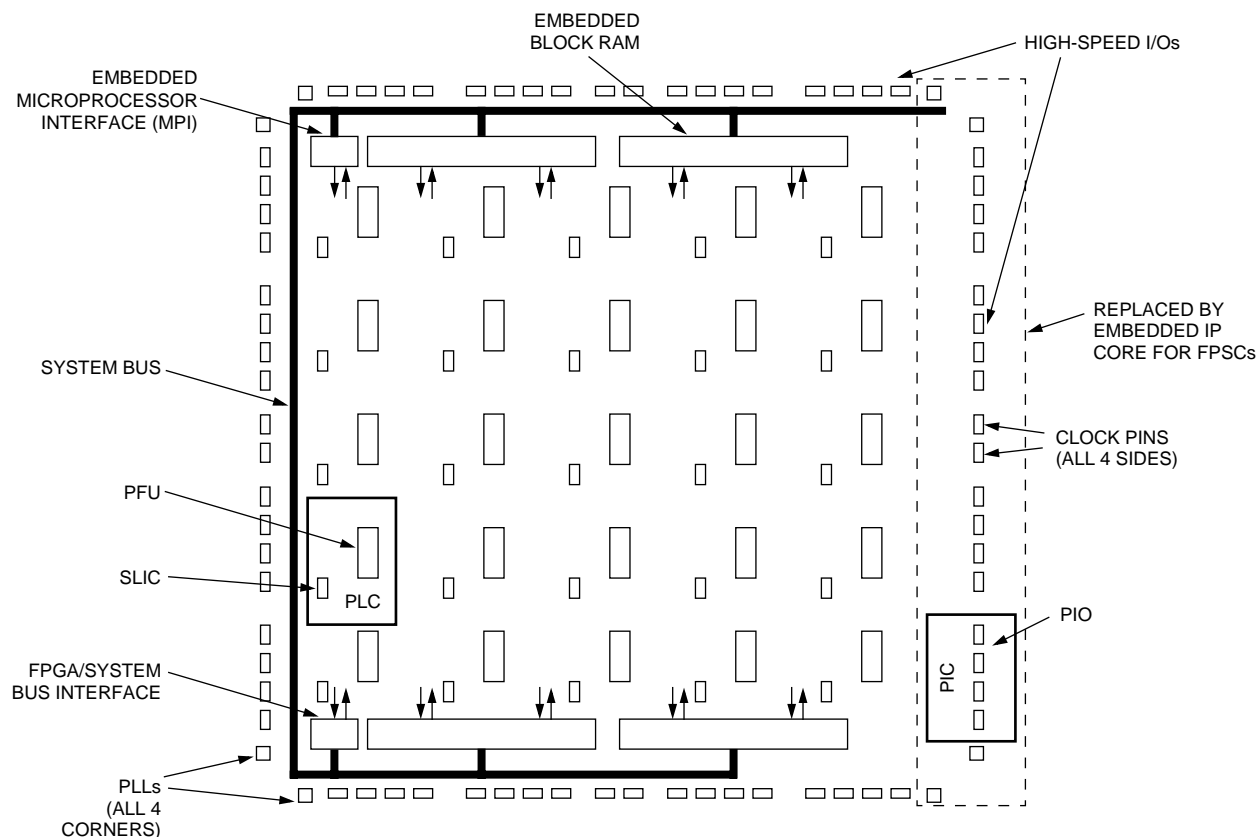 EMBEDDED
BLOCK RAM
HIGH-SPEED I/Os
EMBEDDED
MICROPROCESSOR
INTERFACE (MPI)
REPLACED BY
EMBEDDED IP
CORE FOR FPSCs
SYSTEM BUS
CLOCK PINS
(ALL 4 SIDES)
PFU
SLIC
PLC
PIO
PIC
FPGA/SYSTEM
BUS INTERFACE
PLLs
(ALL 4
CORNERS)